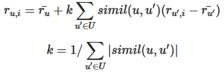 r_{u,i} = \bar{r_u} + k \sum_{u' \in U} simil(u, u')(r_{u',i} - \bar{r_{u'}})
k = 1/ \sum_{u' \in U} |simil(u, u')|